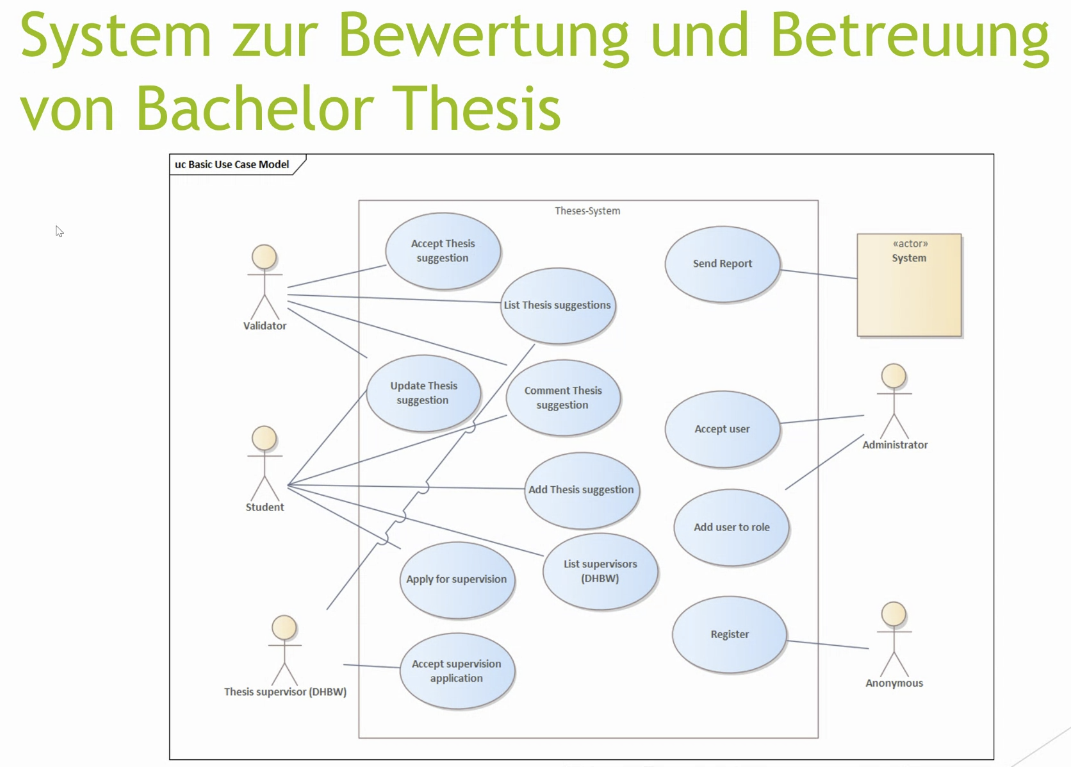 System zur Bewertung und Betreuung
von Bachelor Thesis
uc Basic Use Case Model
Theses-System
Accept Thesis
suggestion
Send Report
«actor»
System
List Thesis suggestions
Validator
Update Thesis
suggestion
Comment Thesis
suggestion
Accept user
Administrator
Student
Add Thesis suggestion
Add user to role
Apply for supervision
List supervisors
(DHBW)
Register
Anonymous
Accept supervision
application
Thesis supervisor (DHBW)